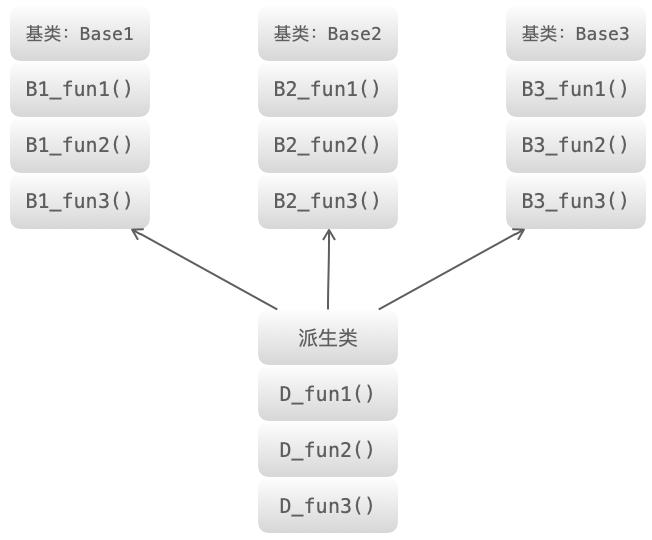 基类：Base1
B1_fun1()
B1_fun2()
B1_fun3()
基类：Base2
B2_fun1()
B2_fun2()
B2_fun3()
基类：Base3
B3_fun1()
B3_fun2()
B3_fun3()
派生类
D_fun1()
D_fun2()
D_fun3()